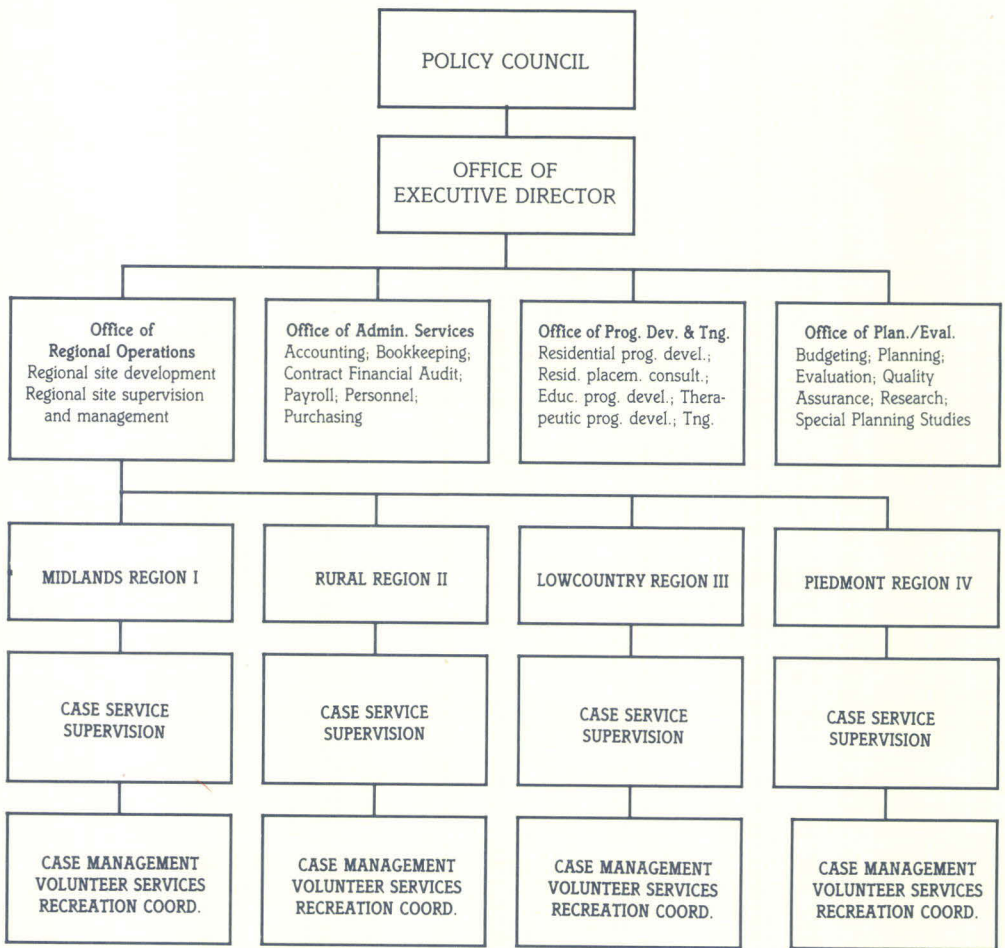 POLICY COUNCIL
OFFICE OF
EXECUTIVE DIRECTOR
Office of
Regional Operations
Regional site development
Regional site supervision
and management
Office of Admin. Services
Accounting; Bookkeeping;
Contract Financial Audit;
Payroll; Personnel;
Purchasing
Office of Prog. Dev. & Tng.
Residential prog. devel.;
Resid. placem. consult.;
Educ. prog. devel.; Thera-
peutic prog. devel.; Tng.
Office of Plan./Eval.
Budgeting; Planning;
Evaluation; Quality
Assurance; Research;
Special Planning Studies
MIDLANDS REGION I
RURAL REGION II
LOWCOUNTRY REGION III
PIEDMONT REGION IV
CASE SERVICE
SUPERVISION
CASE SERVICE
SUPERVISION
CASE SERVICE
SUPERVISION
CASE SERVICE
SUPERVISION
CASE MANAGEMENT
VOLUNTEER SERVICES
RECREATION COORD.
CASE MANAGEMENT
VOLUNTEER SERVICES
RECREATION COORD.
CASE MANAGEMENT
VOLUNTEER SERVICES
RECREATION COORD.
CASE MANAGEMENT
VOLUNTEER SERVICES
RECREATION COORD.